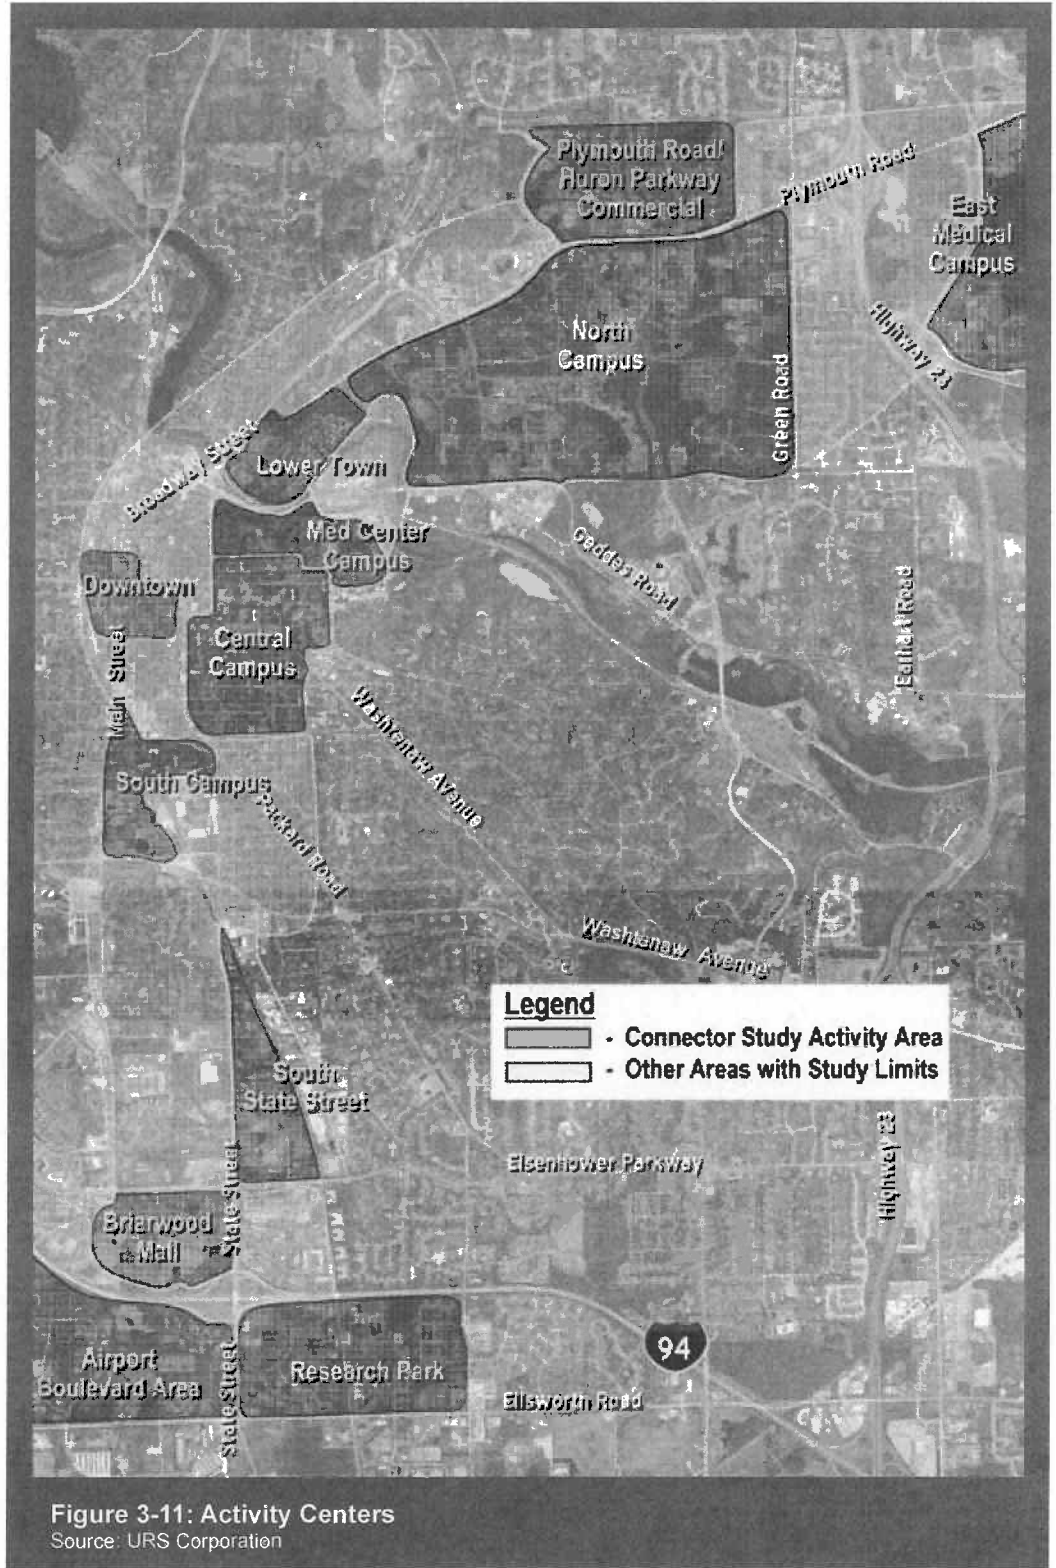 Plymouth Road/
Huron Parkway
Commercial
Plymouth Road
East
Medical
Campus
North
Campus
Highway 23
Green Road
Broadway Street
Lower Town
Med Center
Campus
Downtown
Geddes Road
Earhart Road
Central
Campus
Main Street
Washtenaw Avenue
South Campus
Packard Road
Washtenaw Avenue
Legend
- Connector Study Activity Area
- Other Areas with Study Limits
South
State Street
Eisenhower Parkway
Highway 23
State Street
Briarwood
Mall
94
Airport
Boulevard Area
State Street
Research Park
Ellsworth Road
Figure 3-11: Activity Centers
Source: URS Corporation